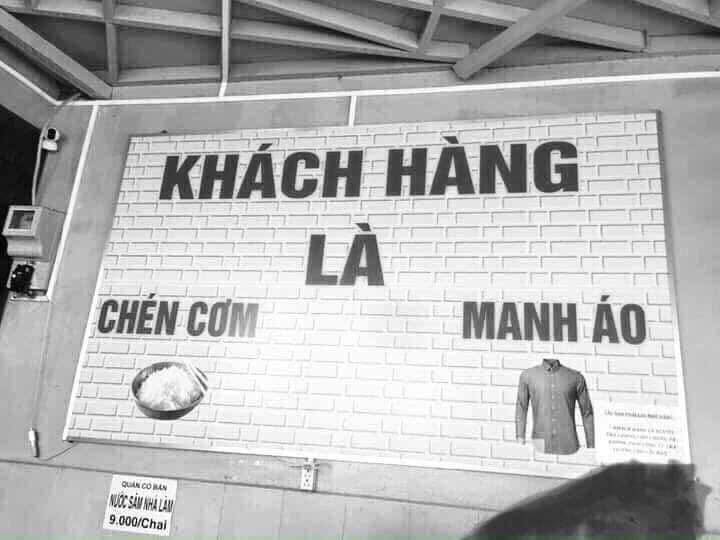 KHÁCH HÀNG
LÀ
CHÉN CƠM
MANH ÁO
QUÁN CÓ BÁN
NƯỚC SÂM NHÀ LÀM
9.000/Chai